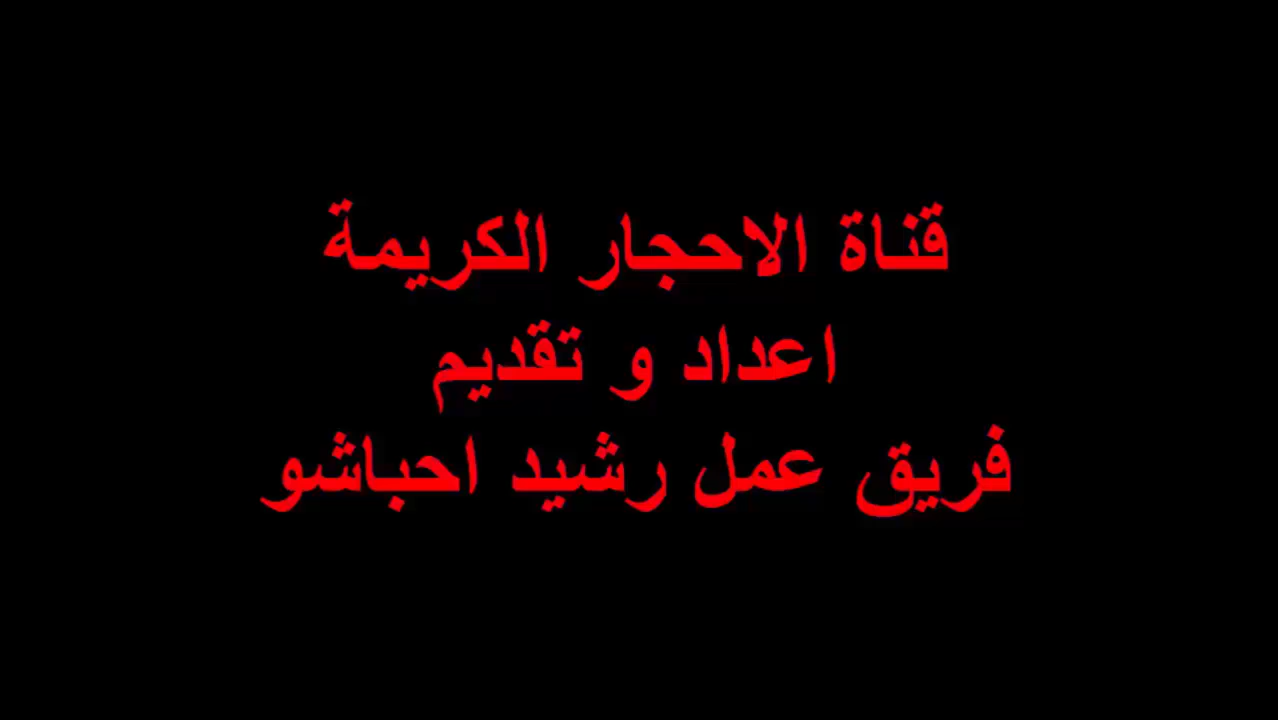 قناة الاحجار الكريمة
اعداد و تقديم
فريق عمل رشيد احباشو